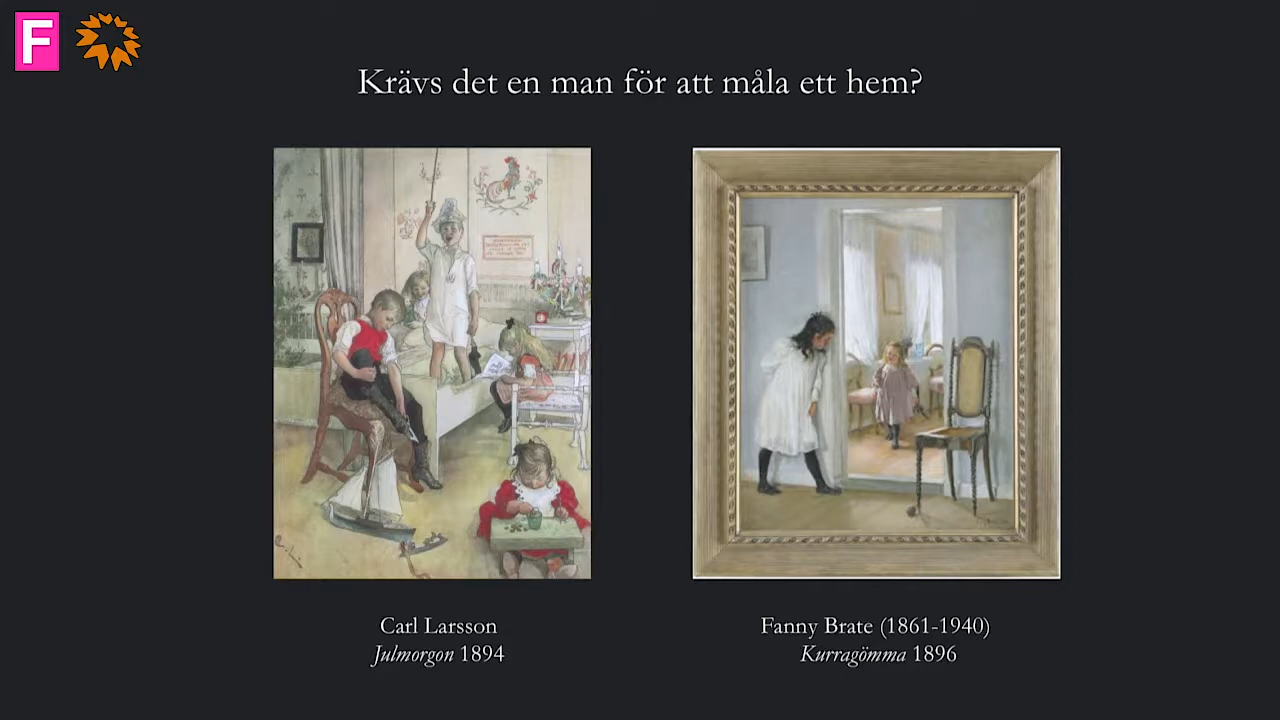 F
Krävs det en man för att måla ett hem?
Carl Larsson
Julmorgon 1894
Fanny Brate (1861-1940)
Kurragömma 1896